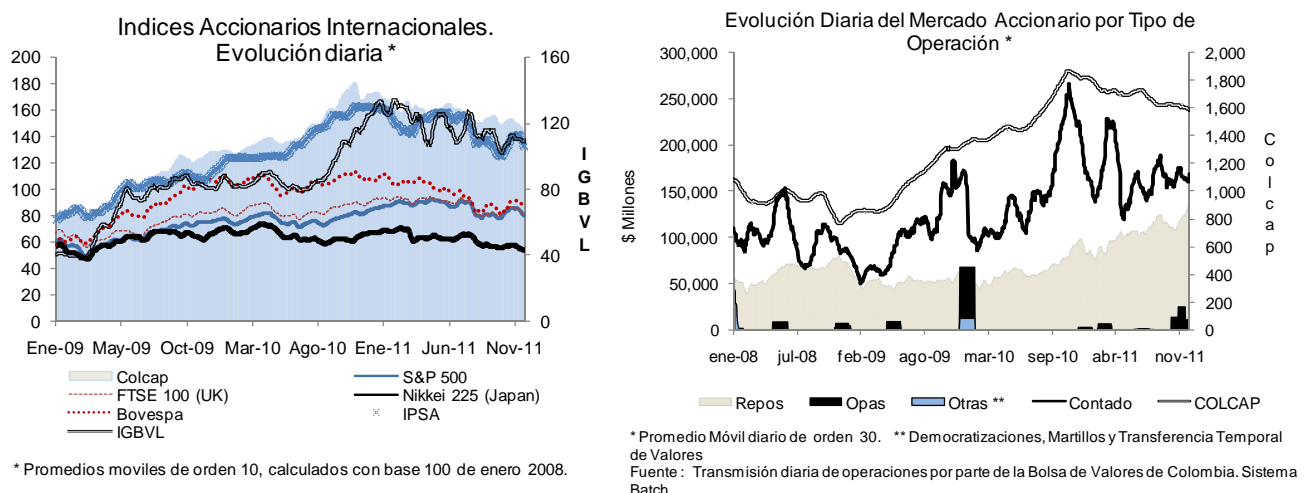 Indices Accionarios Internacionales.
Evolución diaria *
200
180
160
140
120
100
80
60
40
20
0
160
120
80
40
0
I
G
B
V
L
Ene-09 May-09 Oct-09 Mar-10 Ago-10 Ene-11 Jun-11 Nov-11
Colcap
S&P 500
FTSE 100 (UK)
Nikkei 225 (Japan)
Bovespa
IPSA
IGBVL
* Promedios moviles de orden 10, calculados con base 100 de enero 2008.
Evolución Diaria del Mercado Accionario por Tipo de
Operación *
300,000
250,000
200,000
150,000
100,000
50,000
0
$ Millones
2,000
1,800
1,600
1,400
1,200
1,000
800
600
400
200
0
C
o
l
c
a
p
ene-08 jul-08 feb-09 ago-09 mar-10 sep-10 abr-11 nov-11
Repos Opas Otras ** Contado COLCAP
* Promedio Móvil diario de orden 30. ** Democratizaciones, Martillos y Transferencia Temporal
de Valores
Fuente : Transmisión diaria de operaciones por parte de la Bolsa de Valores de Colombia. Sistema
Batch